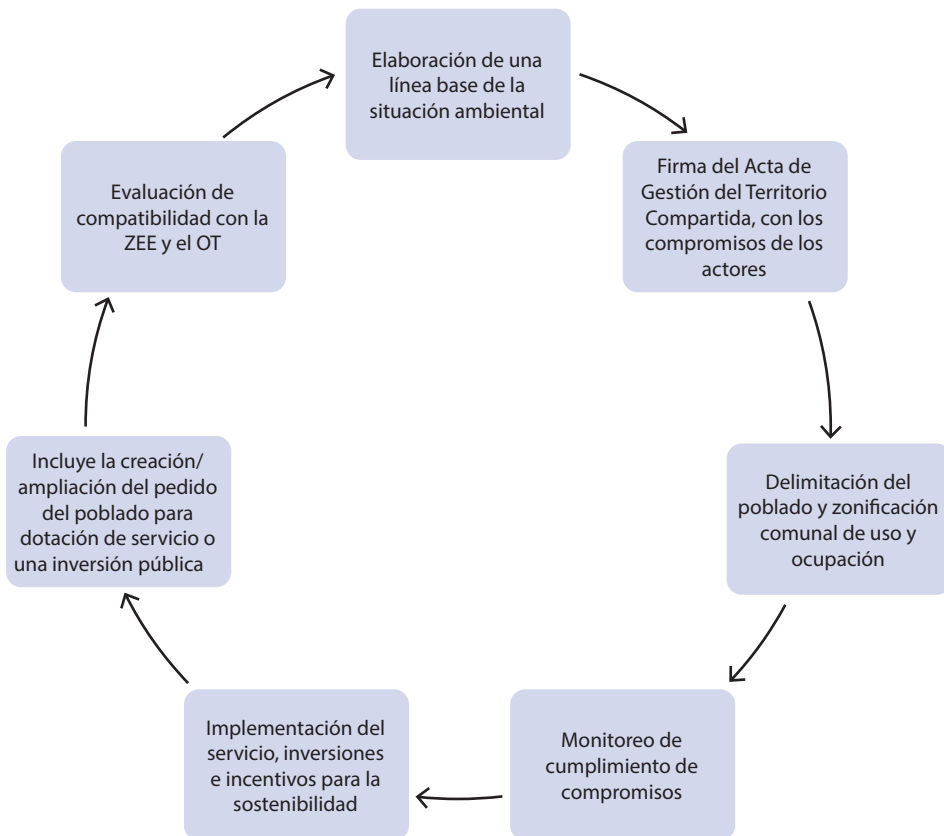 Elaboración de una
línea base de la
situación ambiental
Firma del Acta de
Gestión del Territorio
Compartida, con los
compromisos de los
actores
Delimitación del
poblado y zonificación
comunal de uso y
ocupación
Monitoreo de
cumplimiento de
compromisos
Implementación del
servicio, inversiones
e incentivos para la
sostenibilidad
Incluye la creación/
ampliación del pedido
del poblado para
dotación de servicio o
una inversión pública
Evaluación de
compatibilidad con la
ZEE y el OT